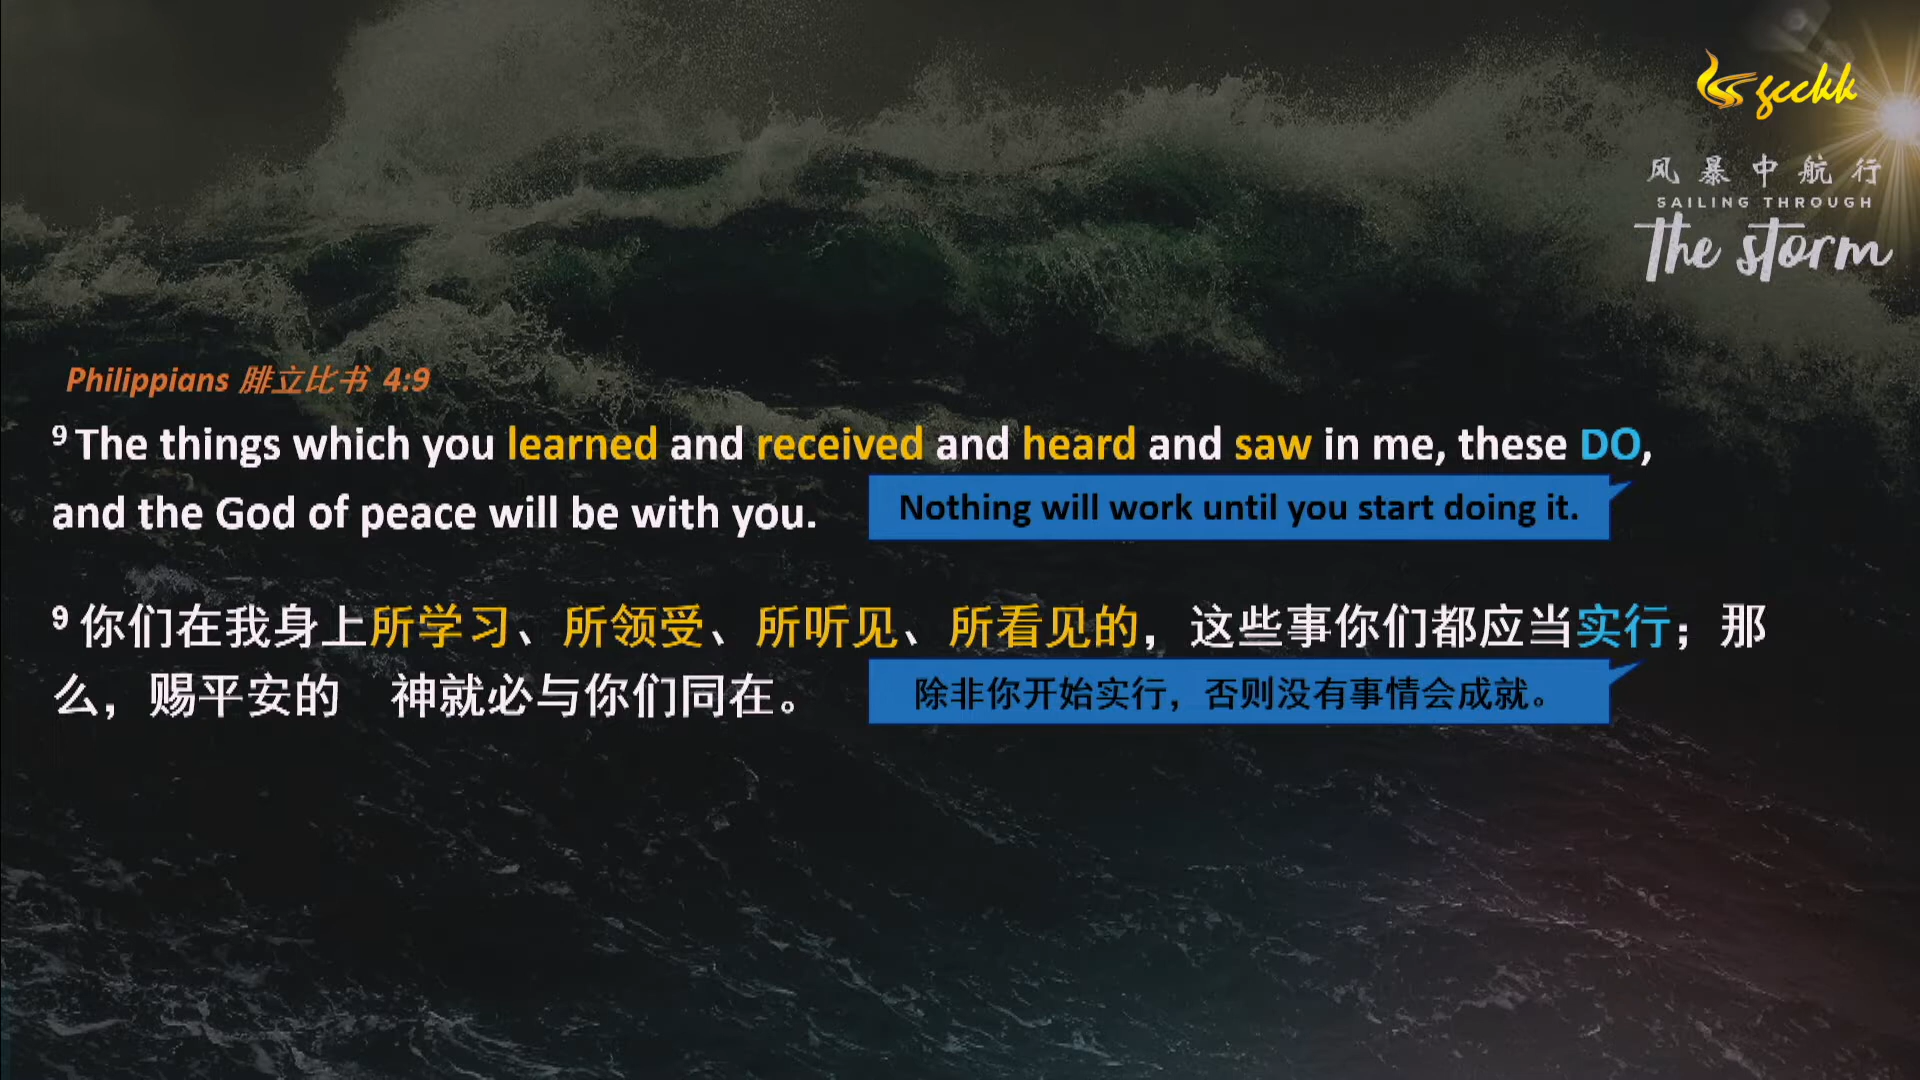 gcckk
风暴中航行
SAILING THROUGH
The storm
Philippians 腓立比书 4:9
9 The things which you learned and received and heard and saw in me, these DO,
and the God of peace will be with you.
Nothing will work until you start doing it.
9 你们在我身上所学习、所领受、所听见、所看见的，这些事你们都应当实行；那
么，赐平安的　神就必与你们同在。
除非你开始实行，否则没有事情会成就。